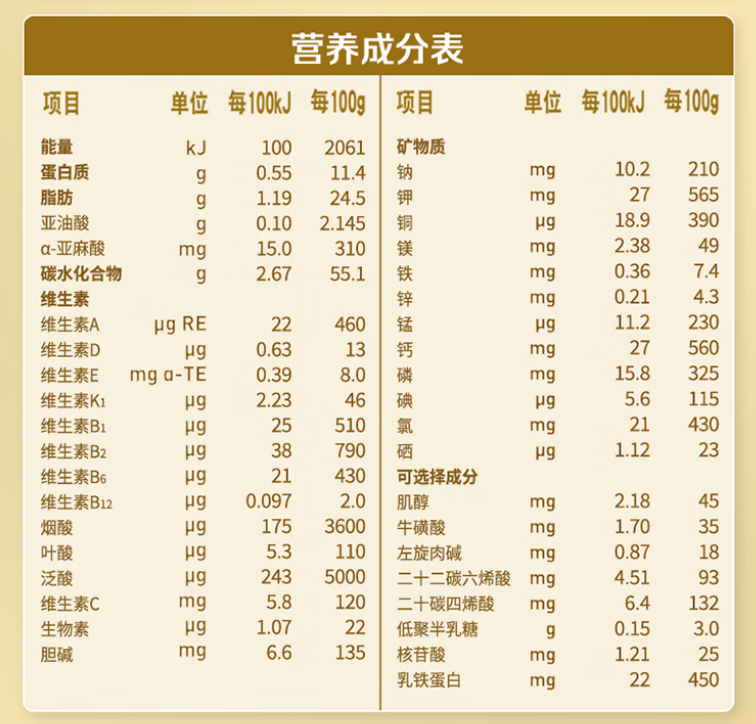 营养成分表
项目 单位 每100kJ 每100g
能量 kJ 100 2061
蛋白质 g 0.55 11.4
脂肪 g 1.19 24.5
亚油酸 g 0.10 2.145
α-亚麻酸 mg 15.0 310
碳水化合物 g 2.67 55.1
维生素
维生素A μg RE 22 460
维生素D μg 0.63 13
维生素E mg α-TE 0.39 8.0
维生素K1 μg 2.23 46
维生素B1 μg 25 510
维生素B2 μg 38 790
维生素B6 μg 21 430
维生素B12 μg 0.097 2.0
烟酸 μg 175 3600
叶酸 μg 5.3 110
泛酸 μg 243 5000
维生素C mg 5.8 120
生物素 μg 1.07 22
胆碱 mg 6.6 135
项目 单位 每100kJ 每100g
矿物质
钠 mg 10.2 210
钾 mg 27 565
铜 μg 18.9 390
镁 mg 2.38 49
铁 mg 0.36 7.4
锌 mg 0.21 4.3
锰 μg 11.2 230
钙 mg 27 560
磷 mg 15.8 325
碘 μg 5.6 115
氯 mg 21 430
硒 μg 1.12 23
可选择成分
肌醇 mg 2.18 45
牛磺酸 mg 1.70 35
左旋肉碱 mg 0.87 18
二十二碳六烯酸 mg 4.51 93
二十碳四烯酸 mg 6.4 132
低聚半乳糖 g 0.15 3.0
核苷酸 mg 1.21 25
乳铁蛋白 mg 22 450